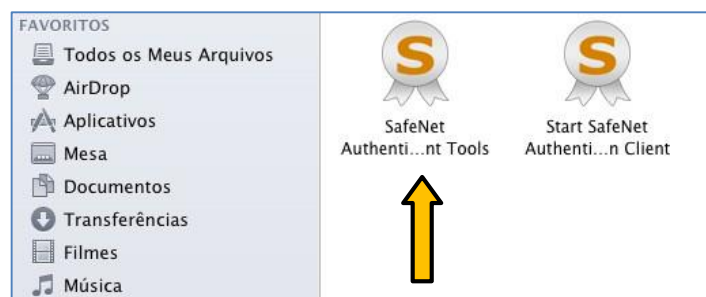 FAVORITOS
Todos os Meus Arquivos
AirDrop
Aplicativos
Mesa
Documentos
Transferências
Filmes
Música
S
SafeNet
Authenti...nt Tools
S
Start SafeNet
Authenti...n Client